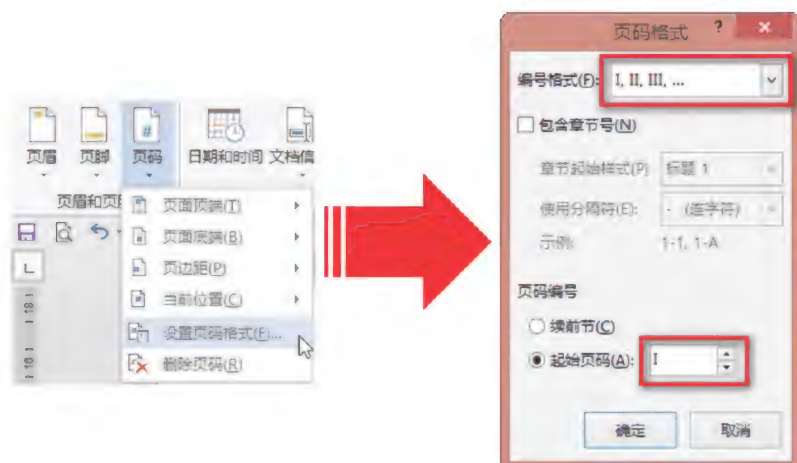 页眉 页脚 页码 日期和时间 文档信
页眉和页
页面顶端(T)
页面底端(B)
页边距(P)
当前位置(C)
设置页码格式(F)...
删除页码(R)
L
18
16
页码格式 ? ×
编号格式(F): I, II, III, ...
包含章节号(N)
章节起始样式(P) 标题 1
使用分隔符(E): - (连字符)
示例: 1-1, 1-A
页码编号
续前节(C)
起始页码(A): I
确定 取消